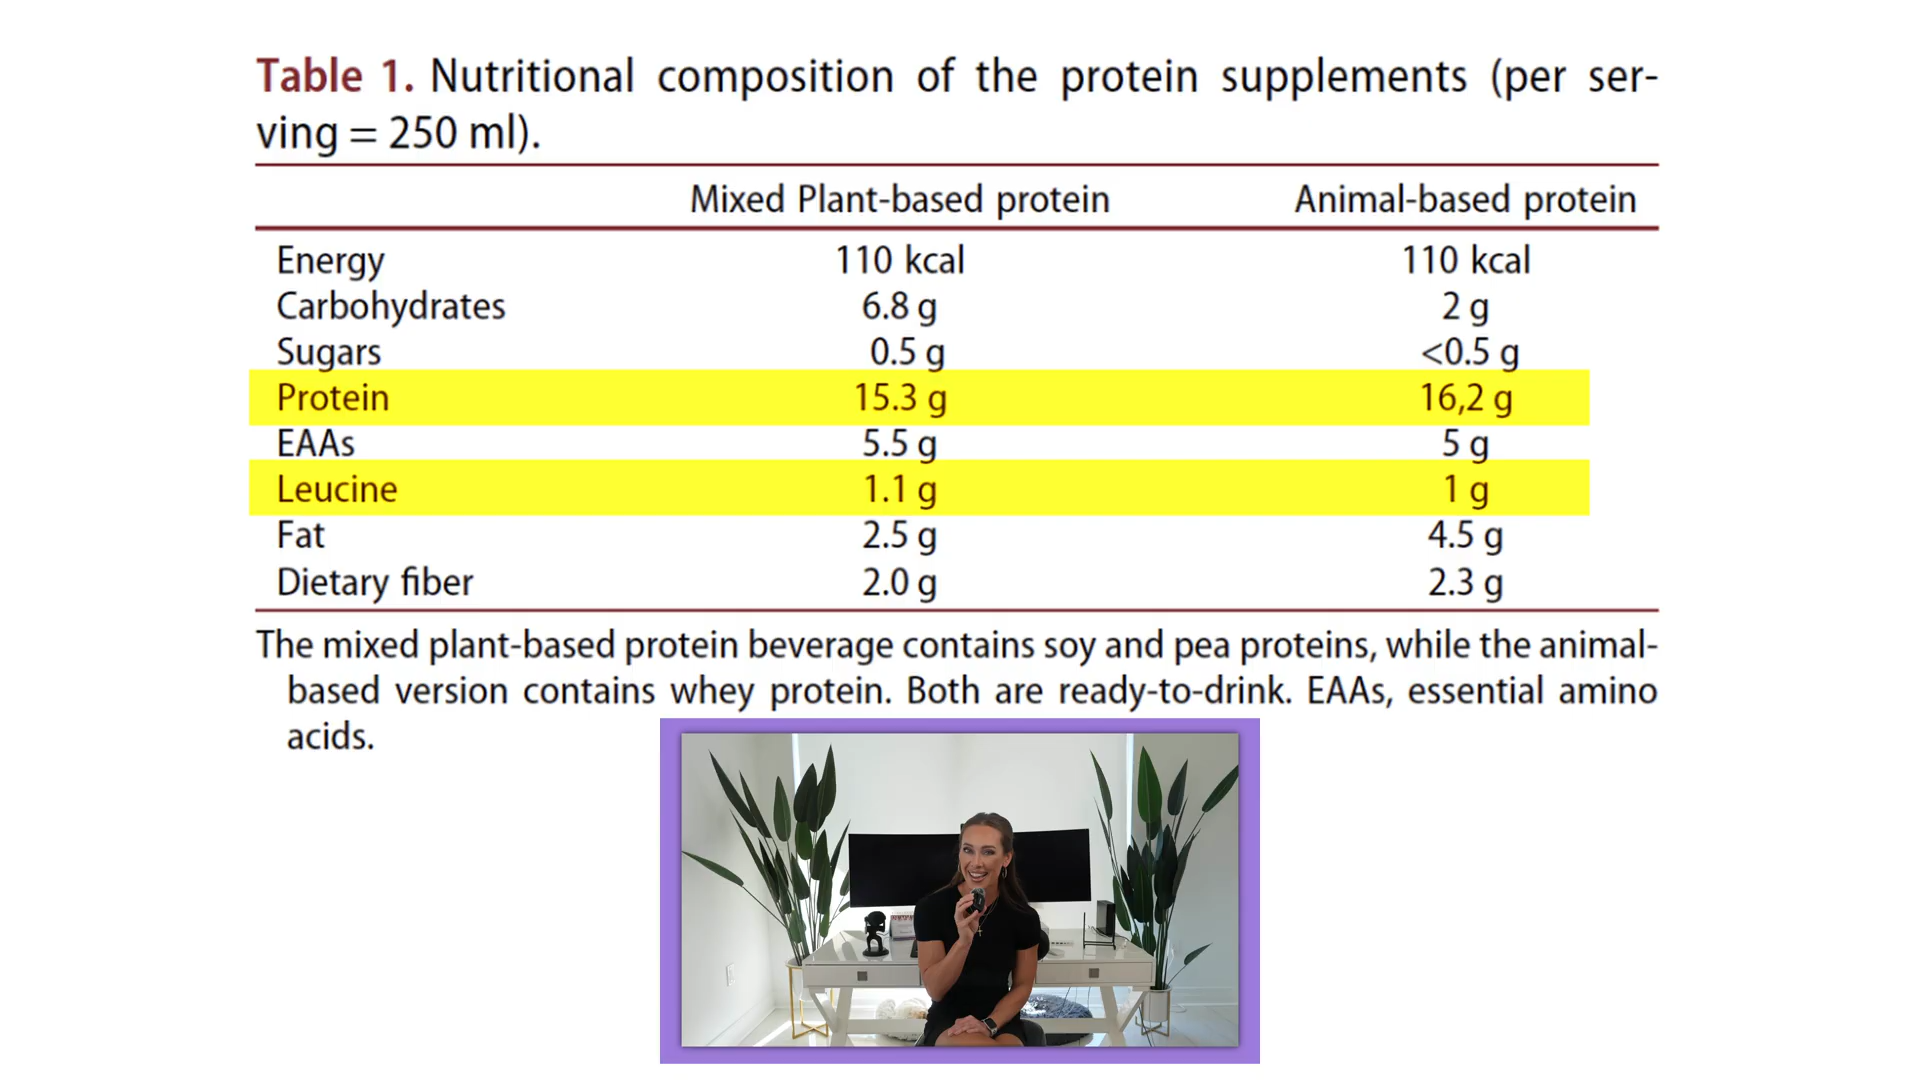 Table 1. Nutritional composition of the protein supplements (per ser-
ving = 250 ml).
Mixed Plant-based protein Animal-based protein
Energy 110 kcal 110 kcal
Carbohydrates 6.8 g 2 g
Sugars 0.5 g <0.5 g
Protein 15.3 g 16,2 g
EAAs 5.5 g 5 g
Leucine 1.1 g 1 g
Fat 2.5 g 4.5 g
Dietary fiber 2.0 g 2.3 g
The mixed plant-based protein beverage contains soy and pea proteins, while the animal-
based version contains whey protein. Both are ready-to-drink. EAAs, essential amino
acids.